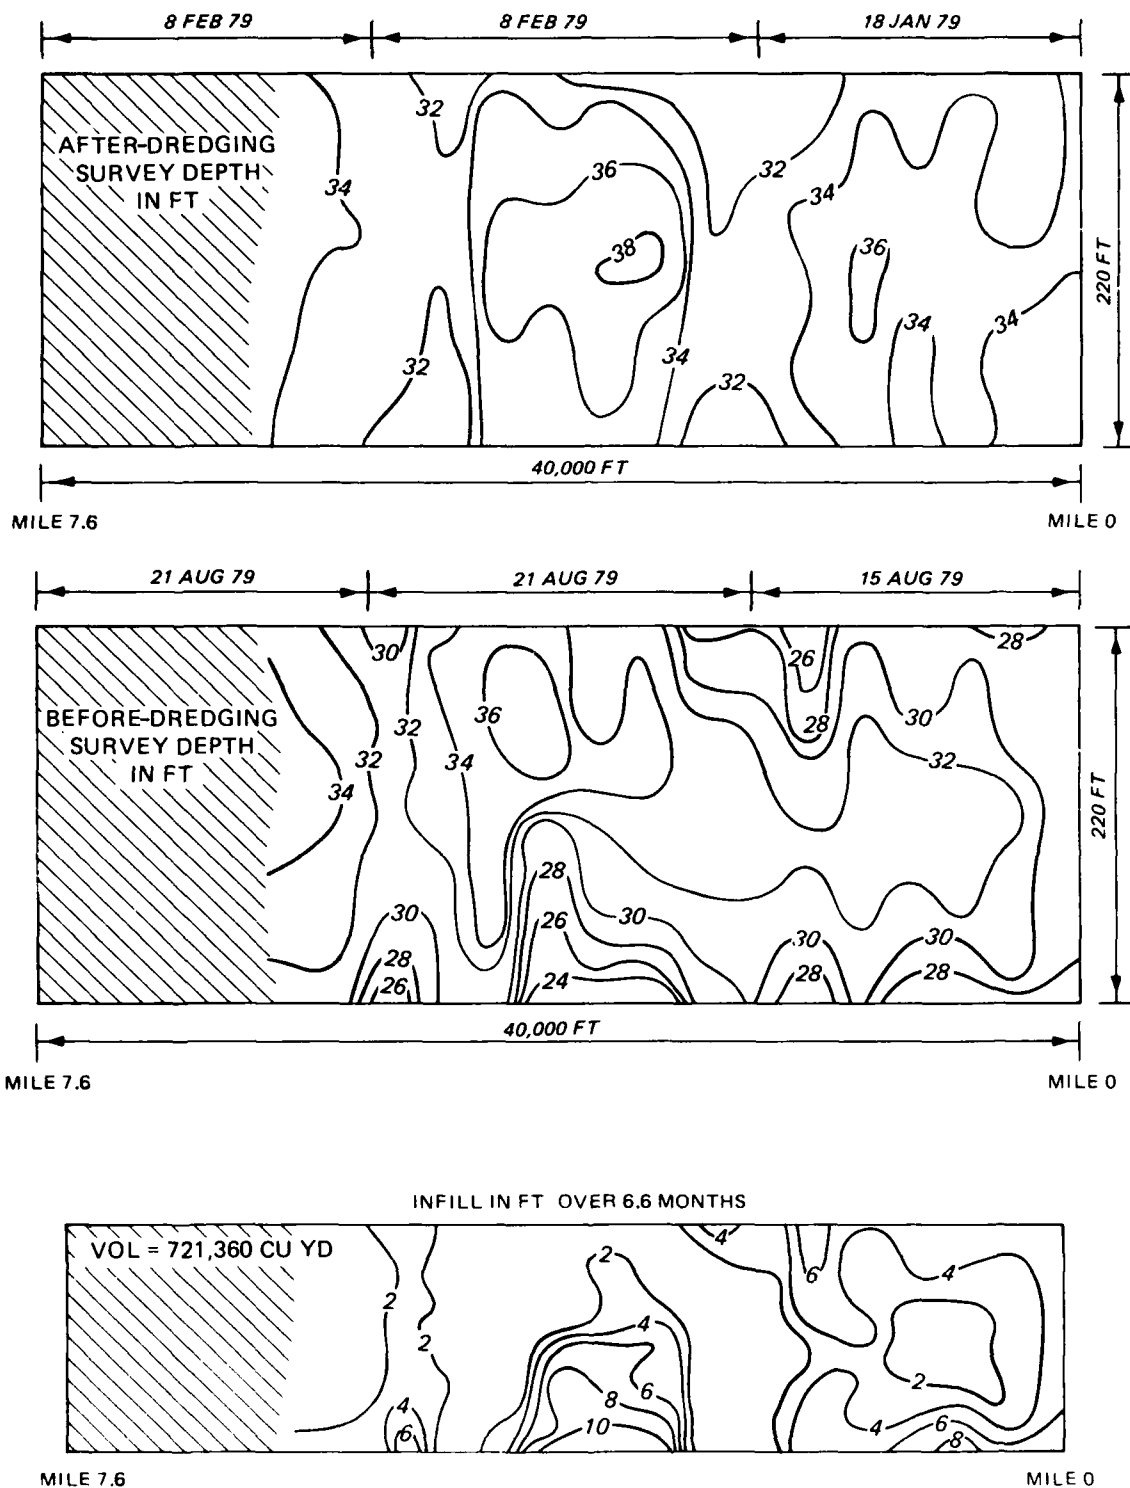 8 FEB 79
8 FEB 79
18 JAN 79
AFTER-DREDGING
SURVEY DEPTH
IN FT
32
34
36
38
32
34
36
32
34
32
34
34
220 FT
40,000 FT
MILE 7.6
MILE 0
21 AUG 79
21 AUG 79
15 AUG 79
BEFORE-DREDGING
SURVEY DEPTH
IN FT
30
32
32
34
34
36
26
28
28
30
32
30
28
26
28
26
24
30
30
28
30
28
220 FT
40,000 FT
MILE 7.6
MILE 0
INFILL IN FT OVER 6.6 MONTHS
VOL = 721,360 CU YD
2
2
4
6
2
4
6
8
10
4
6
4
2
4
6
8
MILE 7.6
MILE 0